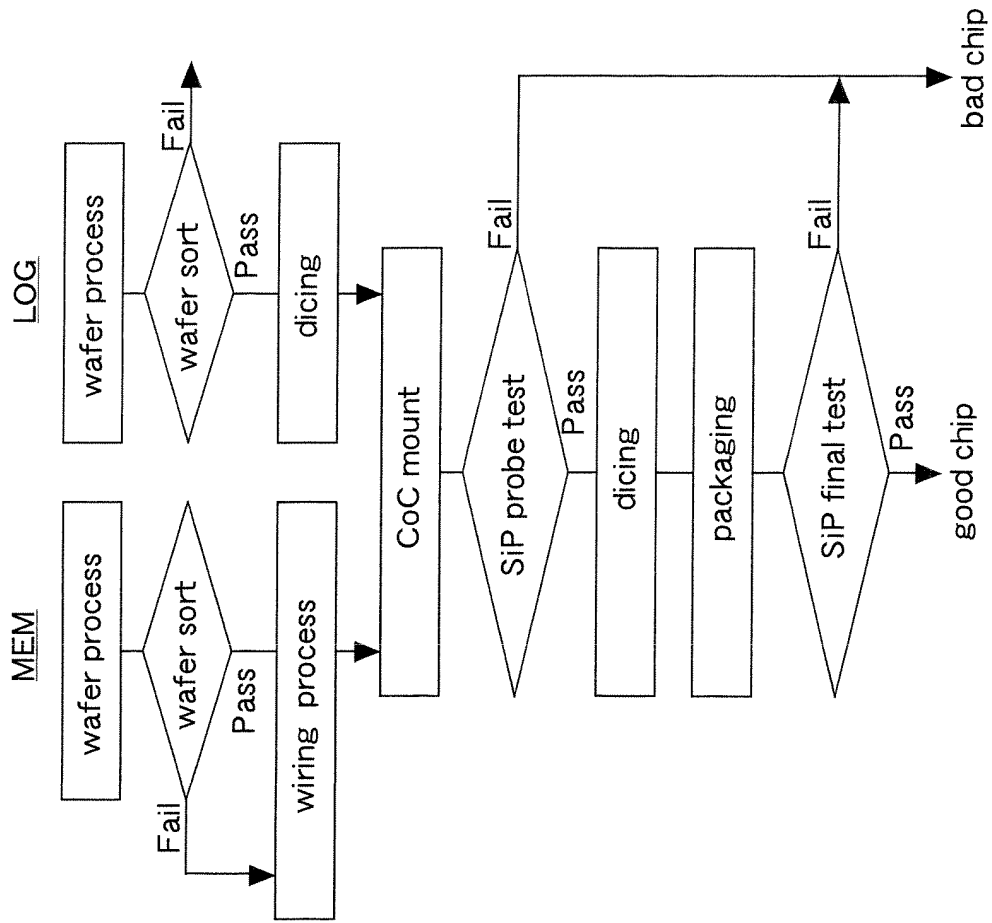 MEM
LOG
wafer process
wafer process
wafer sort
wafer sort
Fail
Pass
Fail
Pass
wiring process
dicing
CoC mount
SiP probe test
Fail
Pass
dicing
packaging
SiP final test
Fail
Pass
good chip
bad chip